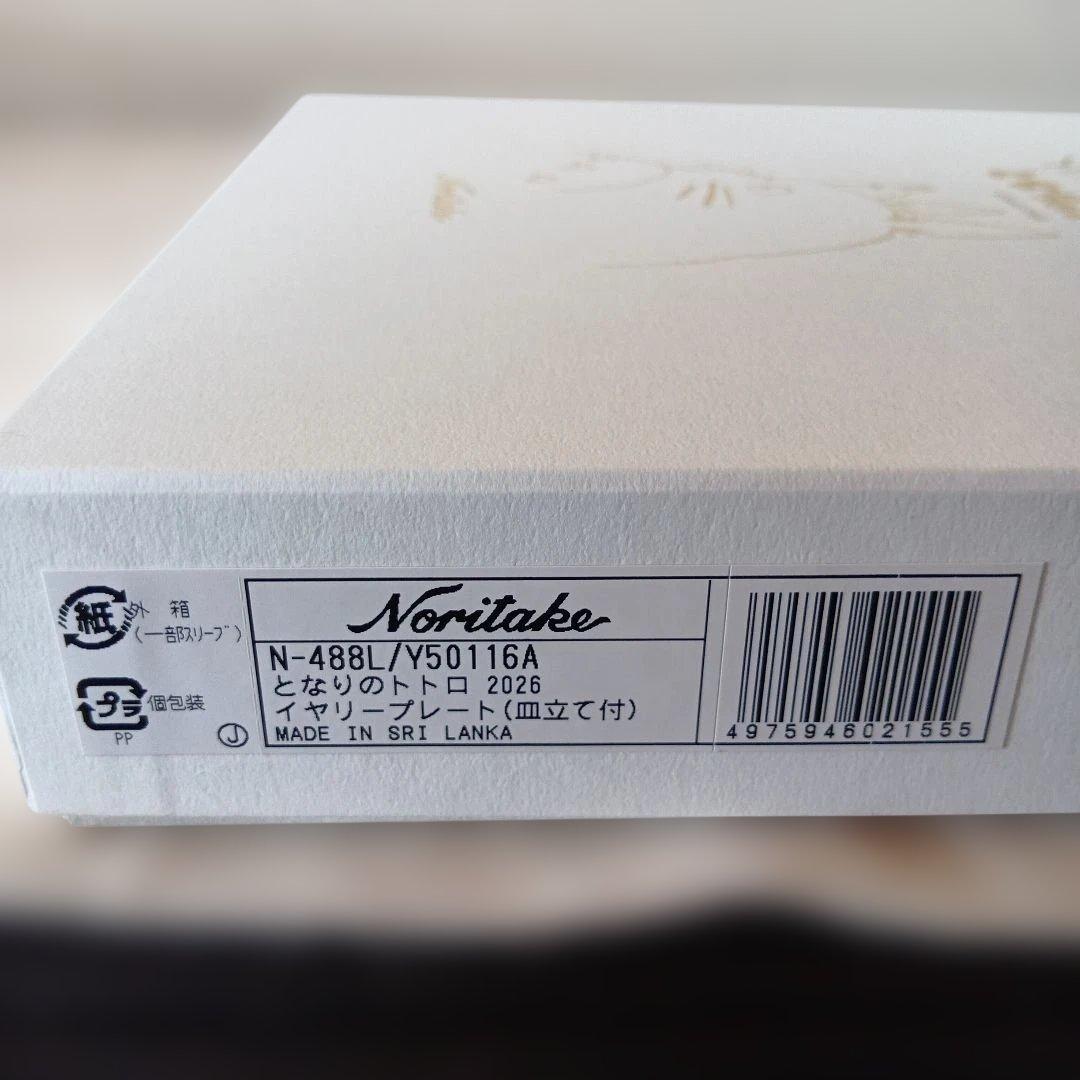 紙
外 箱
(一部スリーブ)
プラ
個包装
PP
J
Noritake
N-488L/Y50116A
となりのトトロ 2026
イヤリープレート(皿立て付)
MADE IN SRI LANKA
4975946021555